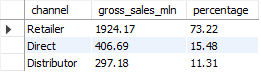 channel gross_sales_mln percentage
Retailer 1924.17 73.22
Direct 406.69 15.48
Distributor 297.18 11.31